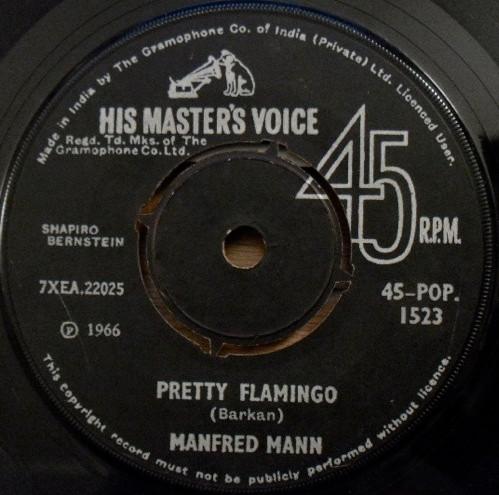 Made in India by The Gramophone Co. of India (Private) Ltd. Licenced User.
HIS MASTER'S VOICE
Regd. Td. Mks. of The
Gramophone Co. Ltd.
45 R.P.M.
SHAPIRO
BERNSTEIN
7XEA.22025
45-POP.
1523
℗ 1966
PRETTY FLAMINGO
(Barkan)
MANFRED MANN
This copyright record must not be publicly performed without licence.